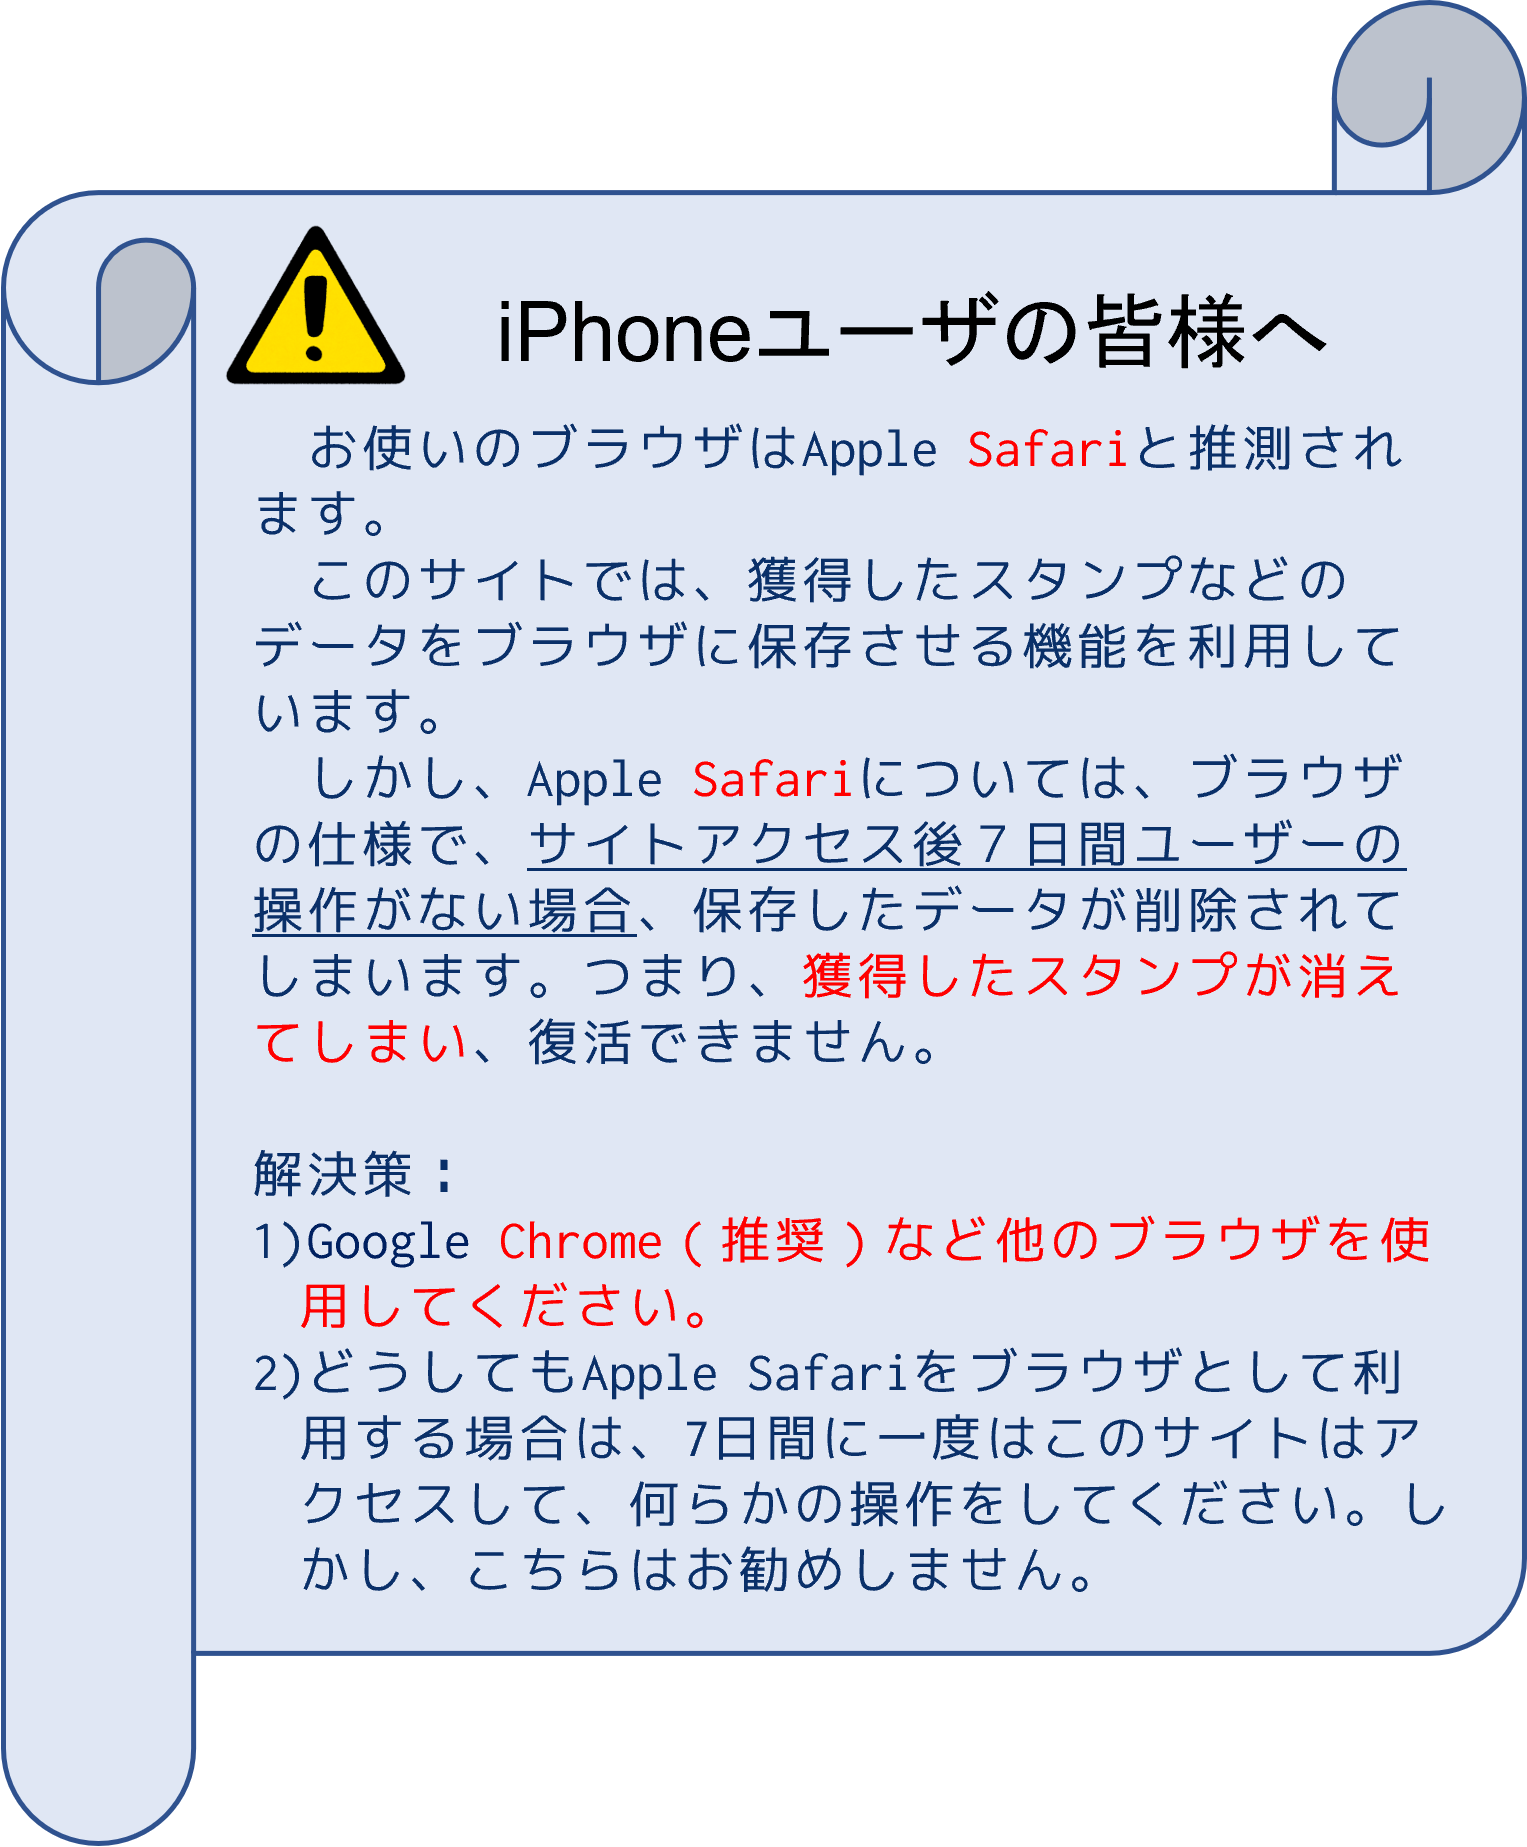 iPhoneユーザの皆様へ
お使いのブラウザはApple Safariと推測され
ます。
このサイトでは、獲得したスタンプなどの
データをブラウザに保存させる機能を利用して
います。
しかし、Apple Safariについては、ブラウザ
の仕様で、サイトアクセス後７日間ユーザーの
操作がない場合、保存したデータが削除されて
しまいます。つまり、獲得したスタンプが消え
てしまい、復活できません。
解決策：
1)Google Chrome(推奨)など他のブラウザを使
用してください。
2)どうしてもApple Safariをブラウザとして利
用する場合は、7日間に一度はこのサイトはア
クセスして、何らかの操作をしてください。し
かし、こちらはお勧めしません。